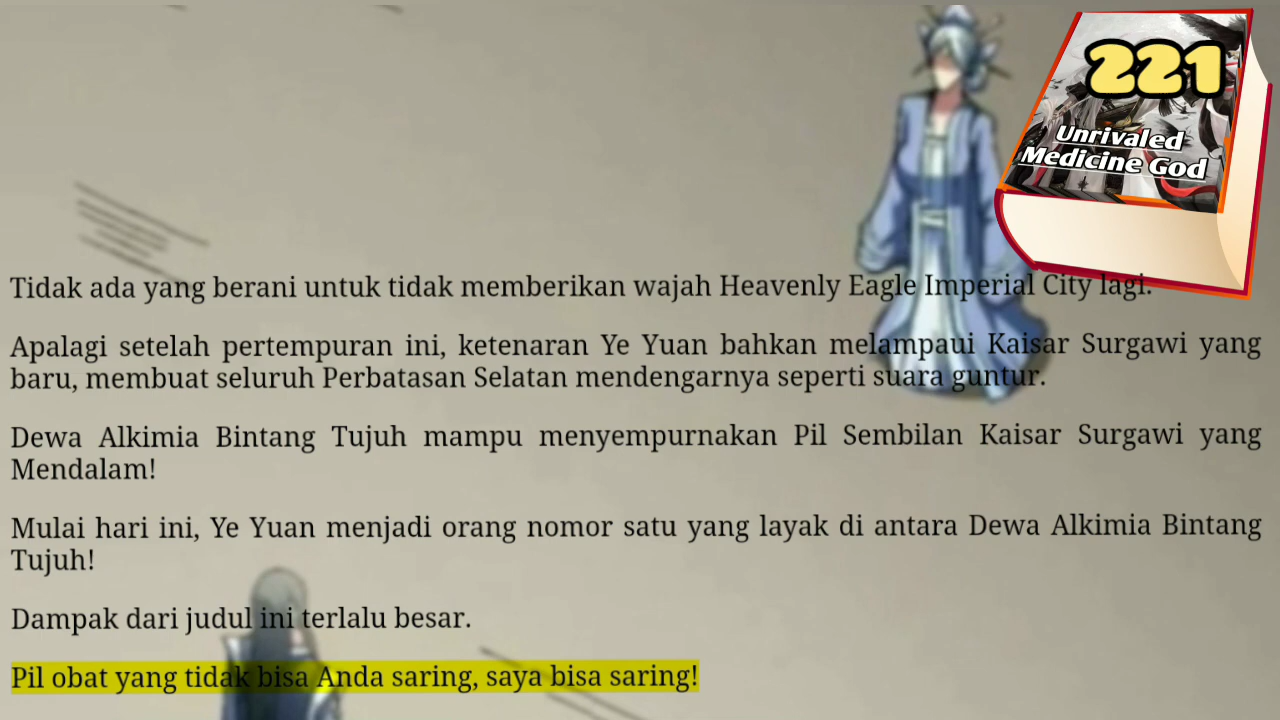 221
Unrivaled
Medicine God
Tidak ada yang berani untuk tidak memberikan wajah Heavenly Eagle Imperial City lagi.
Apalagi setelah pertempuran ini, ketenaran Ye Yuan bahkan melampaui Kaisar Surgawi yang
baru, membuat seluruh Perbatasan Selatan mendengarnya seperti suara guntur.
Dewa Alkimia Bintang Tujuh mampu menyempurnakan Pil Sembilan Kaisar Surgawi yang
Mendalam!
Mulai hari ini, Ye Yuan menjadi orang nomor satu yang layak di antara Dewa Alkimia Bintang
Tujuh!
Dampak dari judul ini terlalu besar.
Pil obat yang tidak bisa Anda saring, saya bisa saring!